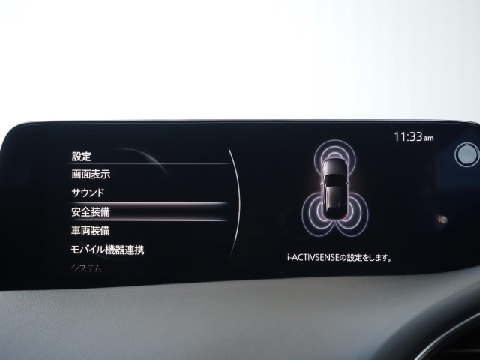 11:33 am
設定
画面表示
サウンド
安全装備
車両装備
モバイル機器連携
システム
i-ACTIVSENSEの設定をします。